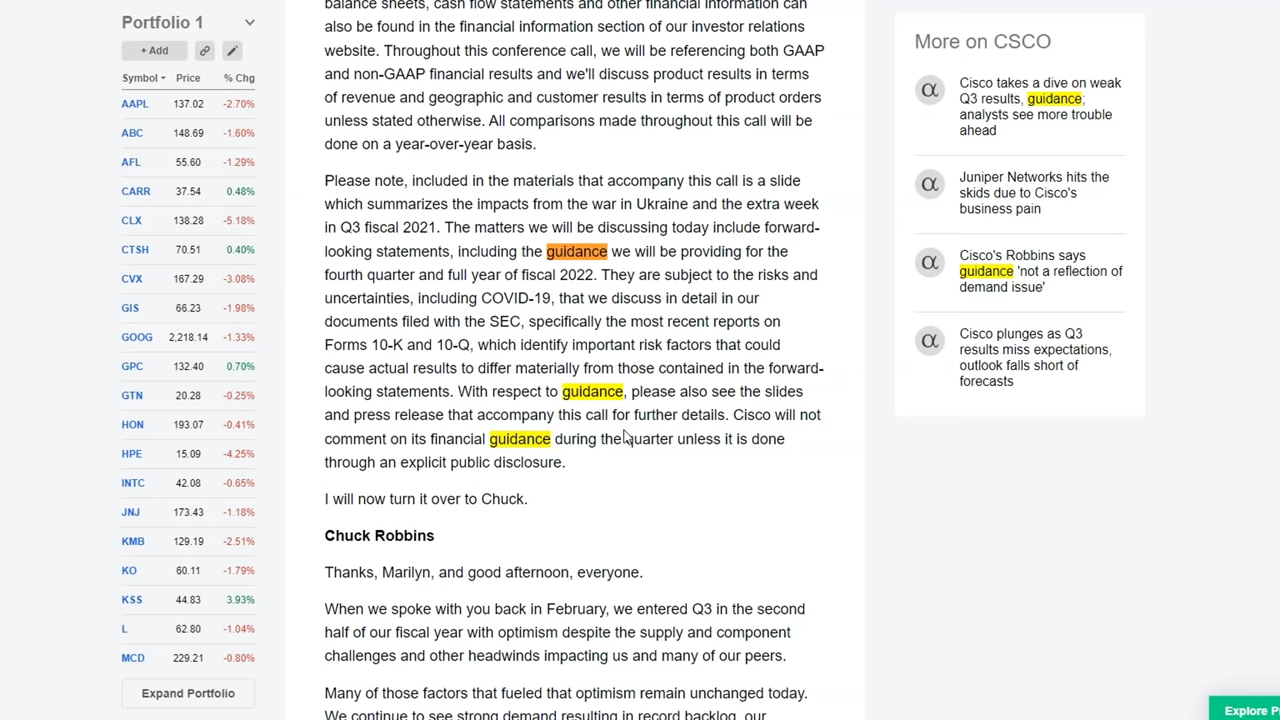 Portfolio 1
+ Add
Symbol Price % Chg
AAPL 137.02 -2.70%
ABC 148.69 -1.60%
AFL 55.60 -1.29%
CARR 37.54 0.48%
CLX 138.28 -5.18%
CTSH 70.51 0.40%
CVX 167.29 -3.08%
GIS 66.23 -1.98%
GOOG 2,218.14 -1.33%
GPC 132.40 0.70%
GTN 20.28 -0.25%
HON 193.07 -0.41%
HPE 15.09 -4.25%
INTC 42.08 -0.65%
JNJ 173.43 -1.18%
KMB 129.19 -2.51%
KO 60.11 -1.79%
KSS 44.83 3.93%
L 62.80 -1.04%
MCD 229.21 -0.80%
Expand Portfolio
balance sheets, cash flow statements and other financial information can
also be found in the financial information section of our investor relations
website. Throughout this conference call, we will be referencing both GAAP
and non-GAAP financial results and we'll discuss product results in terms
of revenue and geographic and customer results in terms of product orders
unless stated otherwise. All comparisons made throughout this call will be
done on a year-over-year basis.
Please note, included in the materials that accompany this call is a slide
which summarizes the impacts from the war in Ukraine and the extra week
in Q3 fiscal 2021. The matters we will be discussing today include forward-
looking statements, including the guidance we will be providing for the
fourth quarter and full year of fiscal 2022. They are subject to the risks and
uncertainties, including COVID-19, that we discuss in detail in our
documents filed with the SEC, specifically the most recent reports on
Forms 10-K and 10-Q, which identify important risk factors that could
cause actual results to differ materially from those contained in the forward-
looking statements. With respect to guidance, please also see the slides
and press release that accompany this call for further details. Cisco will not
comment on its financial guidance during the quarter unless it is done
through an explicit public disclosure.
I will now turn it over to Chuck.
Chuck Robbins
Thanks, Marilyn, and good afternoon, everyone.
When we spoke with you back in February, we entered Q3 in the second
half of our fiscal year with optimism despite the supply and component
challenges and other headwinds impacting us and many of our peers.
Many of those factors that fueled that optimism remain unchanged today.
We continue to see strong demand resulting in record backlog, our
More on CSCO
Cisco takes a dive on weak
Q3 results, guidance;
analysts see more trouble
ahead
Juniper Networks hits the
skids due to Cisco's
business pain
Cisco's Robbins says
guidance 'not a reflection of
demand issue'
Cisco plunges as Q3
results miss expectations,
outlook falls short of
forecasts
Explore